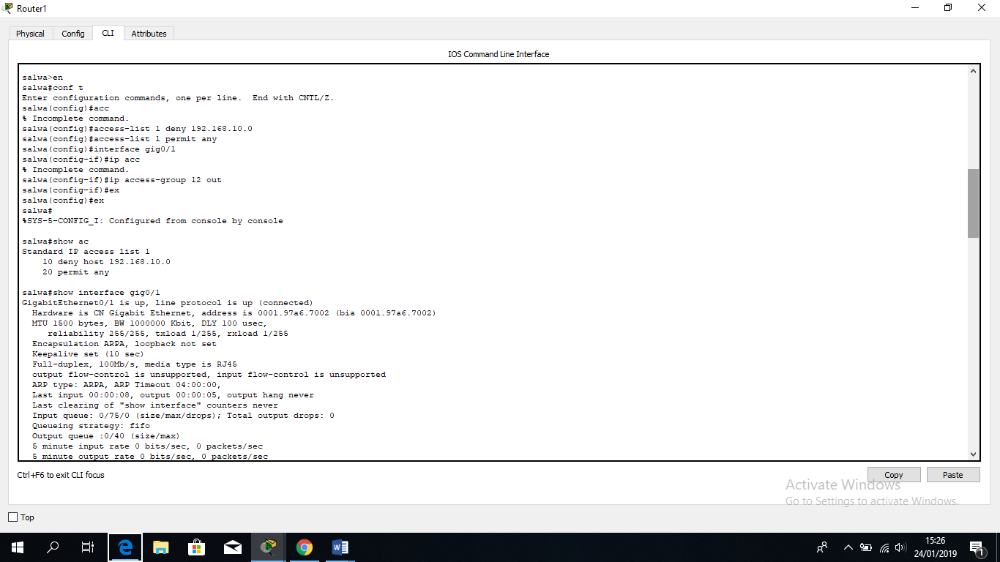 Router1
Physical Config CLI Attributes
IOS Command Line Interface
salwa>en
salwa#conf t
Enter configuration commands, one per line.  End with CNTL/Z.
salwa(config)#acc
% Incomplete command.
salwa(config)#access-list 1 deny 192.168.10.0
salwa(config)#access-list 1 permit any
salwa(config)#interface gig0/1
salwa(config-if)#ip acc
% Incomplete command.
salwa(config-if)#ip access-group 12 out
salwa(config-if)#ex
salwa(config)#ex
salwa#
%SYS-5-CONFIG_I: Configured from console by console
salwa#show ac
Standard IP access list 1
    10 deny host 192.168.10.0
    20 permit any
salwa#show interface gig0/1
GigabitEthernet0/1 is up, line protocol is up (connected)
  Hardware is CN Gigabit Ethernet, address is 0001.97a6.7002 (bia 0001.97a6.7002)
  MTU 1500 bytes, BW 1000000 Kbit, DLY 100 usec,
     reliability 255/255, txload 1/255, rxload 1/255
  Encapsulation ARPA, loopback not set
  Keepalive set (10 sec)
  Full-duplex, 100Mb/s, media type is RJ45
  output flow-control is unsupported, input flow-control is unsupported
  ARP type: ARPA, ARP Timeout 04:00:00,
  Last input 00:00:08, output 00:00:05, output hang never
  Last clearing of "show interface" counters never
  Input queue: 0/75/0 (size/max/drops); Total output drops: 0
  Queueing strategy: fifo
  Output queue :0/40 (size/max)
  5 minute input rate 0 bits/sec, 0 packets/sec
  5 minute output rate 0 bits/sec, 0 packets/sec
Ctrl+F6 to exit CLI focus
Copy Paste
Activate Windows
Go to Settings to activate Windows.
Top
15:26
24/01/2019
1